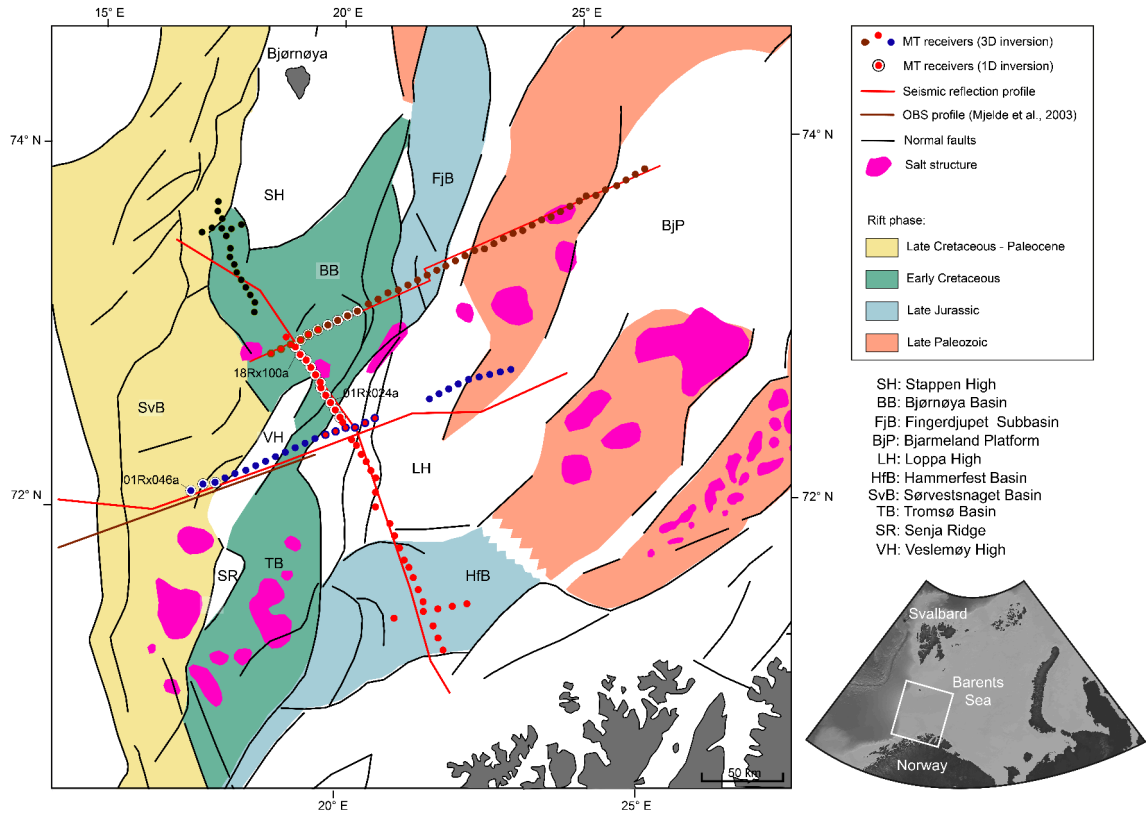 15° E
20° E
25° E
Bjørnøya
74° N
74° N
SH
FjB
BjP
BB
18Rx100a
01Rx024a
SvB
VH
LH
01Rx046a
72° N
72° N
SR
TB
HfB
50 km
20° E
25° E
MT receivers (3D inversion)
MT receivers (1D inversion)
Seismic reflection profile
OBS profile (Mjelde et al., 2003)
Normal faults
Salt structure
Rift phase:
Late Cretaceous - Paleocene
Early Cretaceous
Late Jurassic
Late Paleozoic
SH: Stappen High
BB: Bjørnøya Basin
FjB: Fingerdjupet Subbasin
BjP: Bjarmeland Platform
LH: Loppa High
HfB: Hammerfest Basin
SvB: Sørvestsnaget Basin
TB: Tromsø Basin
SR: Senja Ridge
VH: Veslemøy High
Svalbard
Barents
Sea
Norway